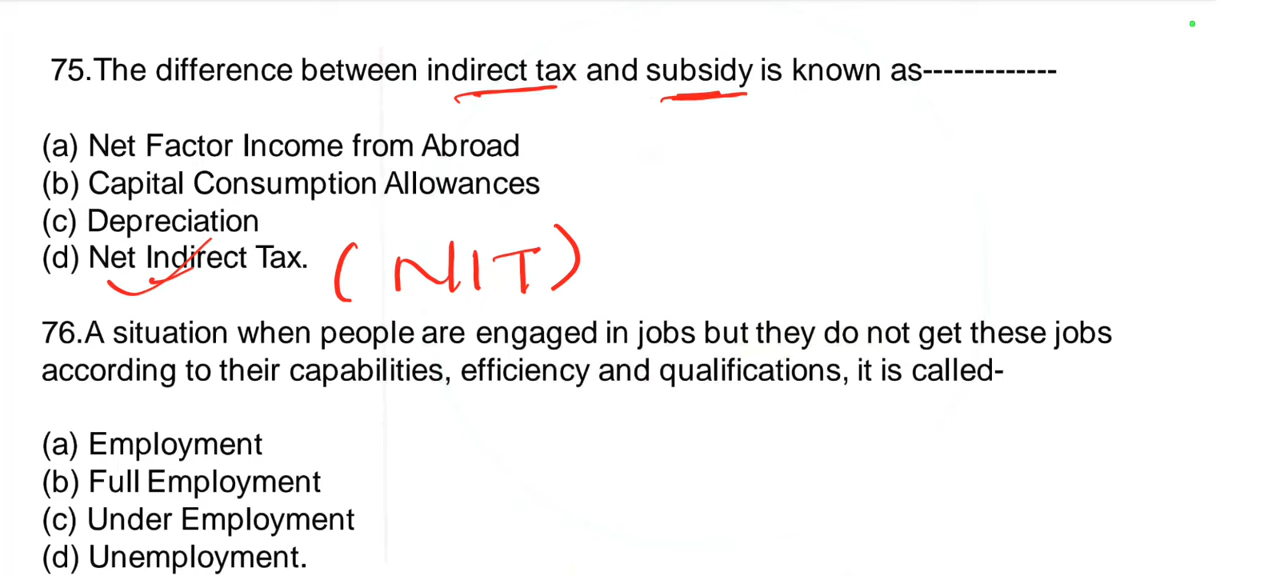 75.The difference between indirect tax and subsidy is known as-------------
(a) Net Factor Income from Abroad
(b) Capital Consumption Allowances
(c) Depreciation
(d) Net Indirect Tax. (NIT)
76.A situation when people are engaged in jobs but they do not get these jobs
according to their capabilities, efficiency and qualifications, it is called-
(a) Employment
(b) Full Employment
(c) Under Employment
(d) Unemployment.